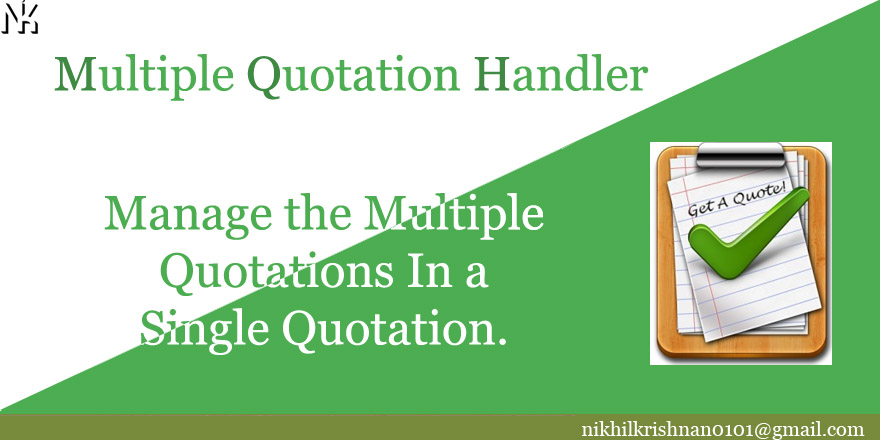 NK
Multiple Quotation Handler
Manage the Multiple
Quotations In a
Single Quotation.
Get A Quote!
nikhilkrishnan0101@gmail.com